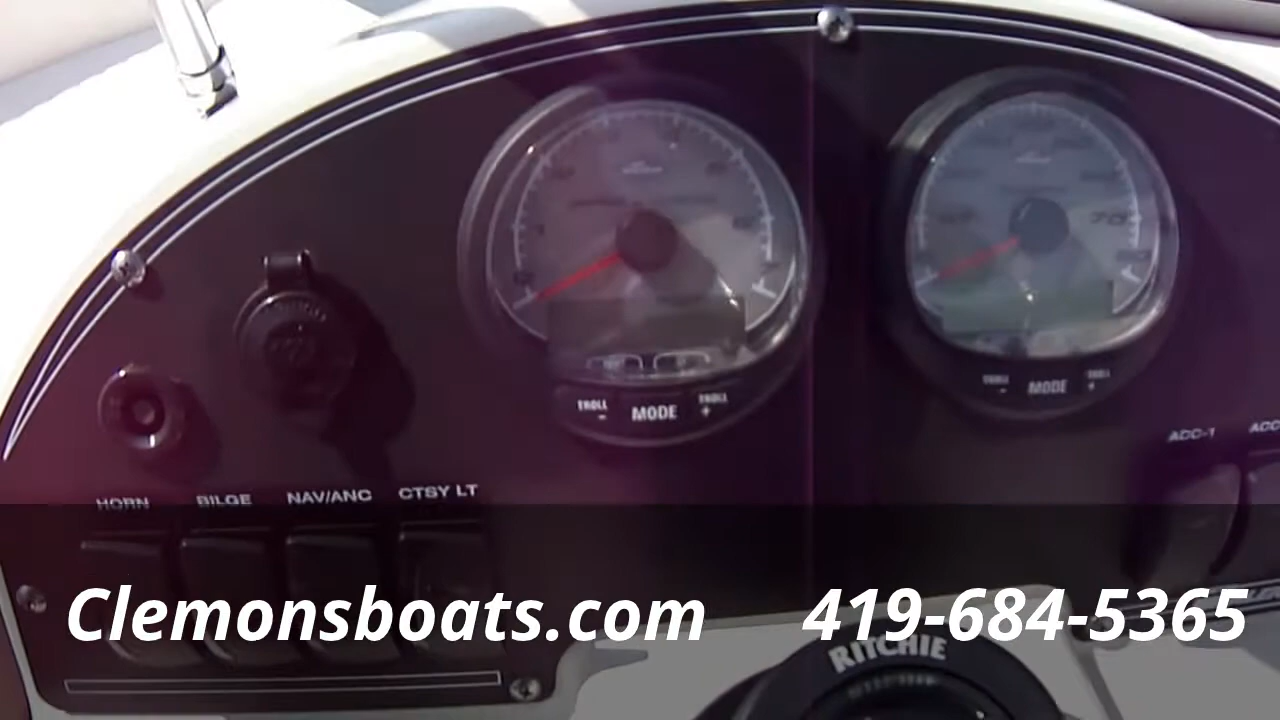 TROLL
-
MODE
TROLL
+
TROLL
-
MODE
TROLL
+
70
ACC-1
HORN
BILGE
NAV/ANC
CTSY LT
Clemonsboats.com
419-684-5365
RITCHIE